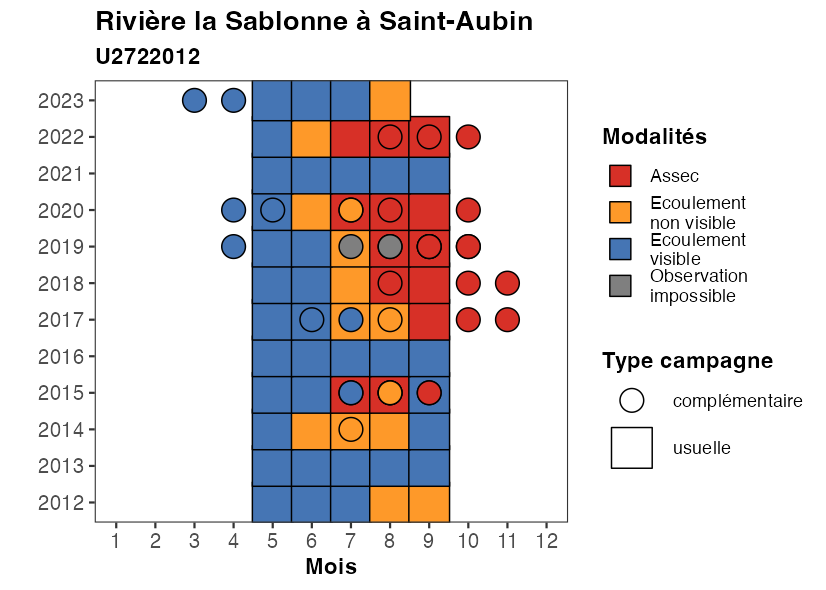 Rivière la Sablonne à Saint-Aubin
U2722012
2023
2022
2021
2020
2019
2018
2017
2016
2015
2014
2013
2012
1 2 3 4 5 6 7 8 9 10 11 12
Mois
Modalités
Assec
Ecoulement
non visible
Ecoulement
visible
Observation
impossible
Type campagne
complémentaire
usuelle